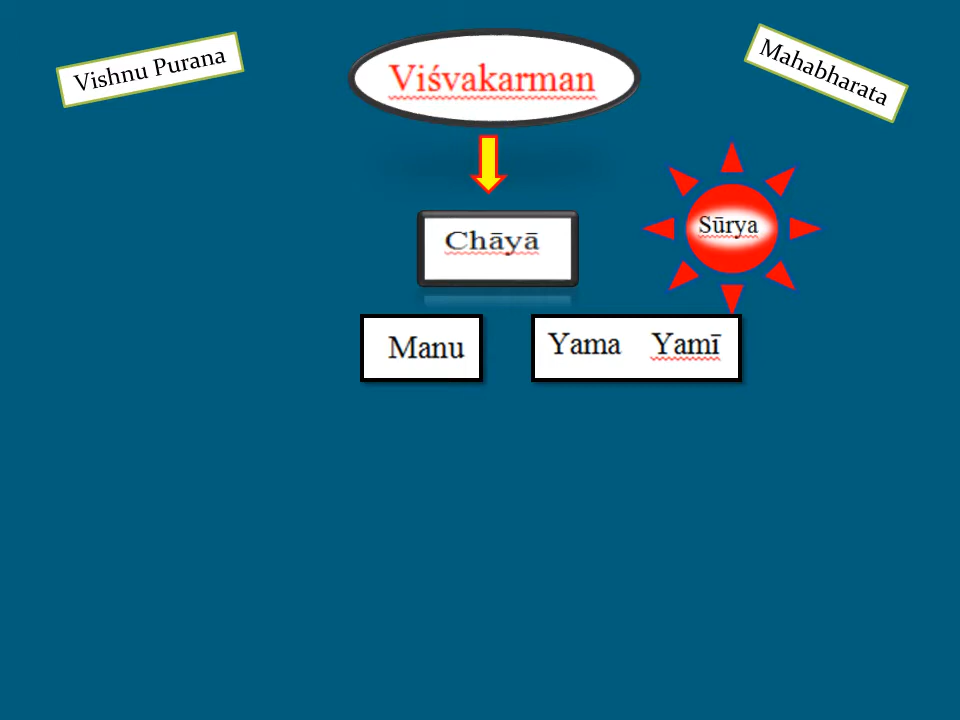 Vishnu Purana
Viśvakarman
Mahabharata
Chāyā
Sūrya
Manu
Yama Yamī